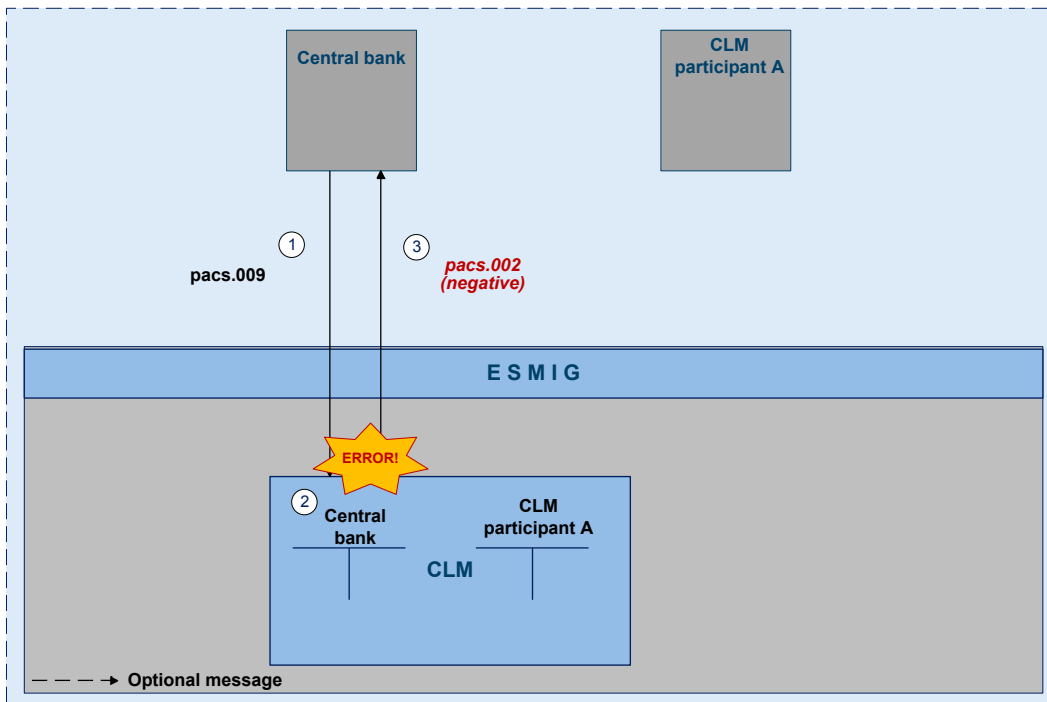 Central bank
CLM
participant A
1
3
pacs.009
pacs.002
(negative)
E S M I G
ERROR!
2
Central
bank
CLM
participant A
CLM
Optional message